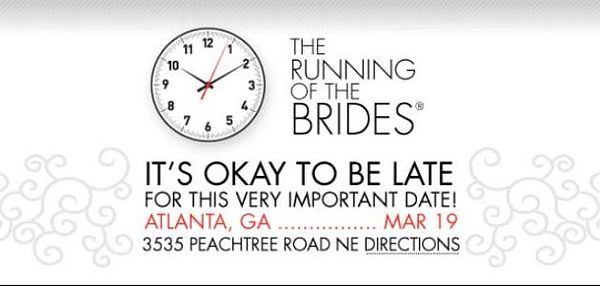 12
1
2
3
4
5
6
7
8
9
10
11
THE
RUNNING
OF THE
BRIDES®
IT'S OKAY TO BE LATE
FOR THIS VERY IMPORTANT DATE!
ATLANTA, GA ................ MAR 19
3535 PEACHTREE ROAD NE DIRECTIONS